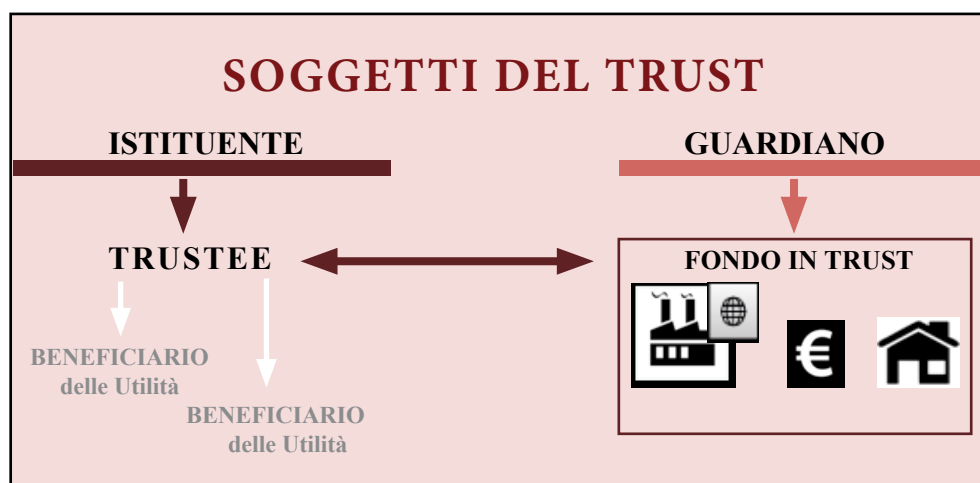 SOGGETTI DEL TRUST
ISTITUENTE
GUARDIANO
TRUSTEE
FONDO IN TRUST
€
BENEFICIARIO
delle Utilità
BENEFICIARIO
delle Utilità